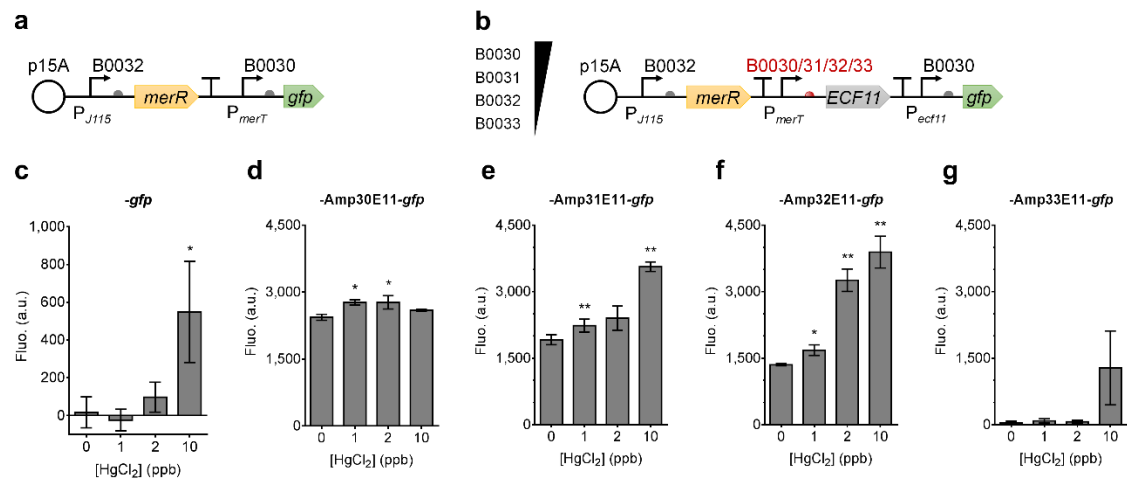 a
p15A
B0032
B0030
merR
gfp
P_J115
P_merT
b
B0030
B0031
B0032
B0033
B0032
B0030/31/32/33
B0030
merR
ECF11
gfp
P_J115
P_merT
P_ecf11
c
-gfp
Fluo. (a.u.)
1,000
800
600
400
200
0
*
0 1 2 10
[HgCl2] (ppb)
d
-Amp30E11-gfp
Fluo. (a.u.)
4,500
3,000
1,500
0
* *
0 1 2 10
[HgCl2] (ppb)
e
-Amp31E11-gfp
Fluo. (a.u.)
4,500
3,000
1,500
0
** **
0 1 2 10
[HgCl2] (ppb)
f
-Amp32E11-gfp
Fluo. (a.u.)
4,500
3,000
1,500
0
* ** **
0 1 2 10
[HgCl2] (ppb)
g
-Amp33E11-gfp
Fluo. (a.u.)
4,500
3,000
1,500
0
0 1 2 10
[HgCl2] (ppb)